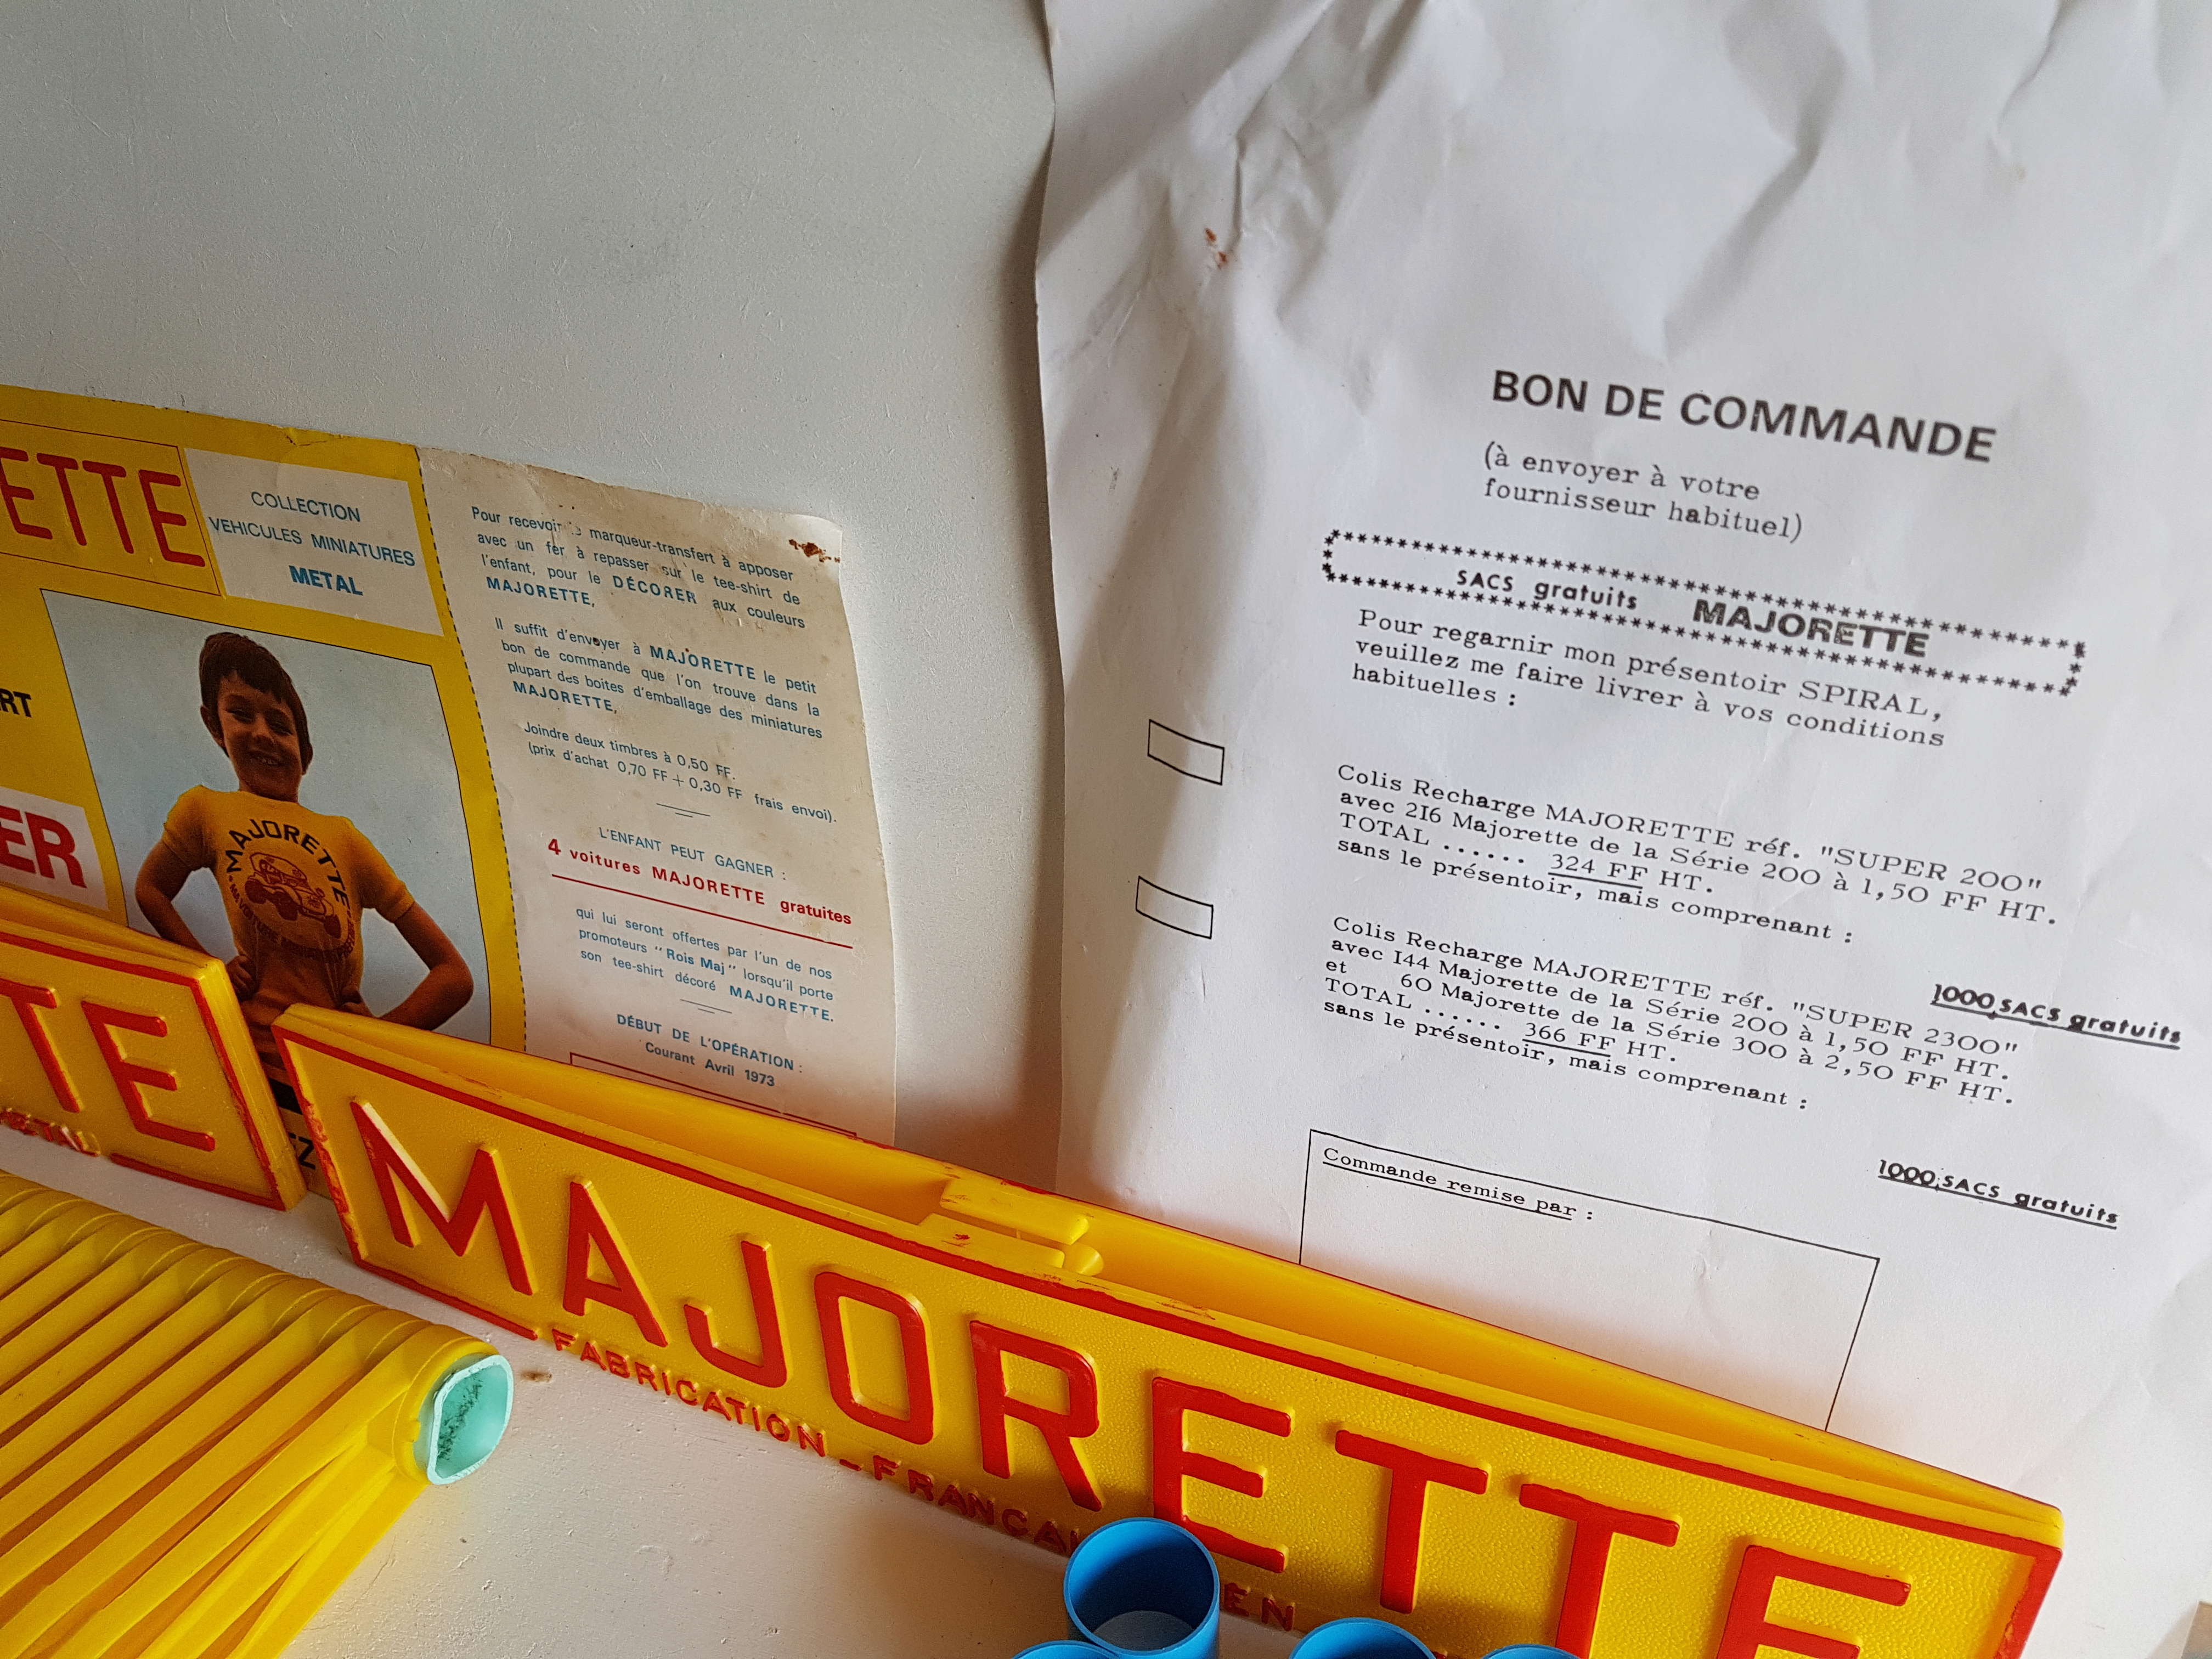 ETTE
COLLECTION
VEHICULES MINIATURES
METAL
RT
ER
MAJORETTE
Pour recevoir marqueur-transfert à apposer
avec un fer à repasser sur le tee-shirt de
l'enfant, pour le DÉCORER aux couleurs
MAJORETTE,
Il suffit d'envoyer à MAJORETTE le petit
bon de commande que l'on trouve dans la
plupart des boites d'emballage des miniatures
MAJORETTE,
Joindre deux timbres à 0,50 FF.
(prix d'achat 0,70 FF + 0,30 FF frais envoi).
L'ENFANT PEUT GAGNER :
4 voitures MAJORETTE gratuites
qui lui seront offertes par l'un de nos
promoteurs "Rois Maj" lorsqu'il porte
son tee-shirt décoré MAJORETTE.
DÉBUT DE L'OPÉRATION :
Courant Avril 1973
BON DE COMMANDE
(à envoyer à votre
fournisseur habituel)
SACS gratuits MAJORETTE
Pour regarnir mon présentoir SPIRAL,
veuillez me faire livrer à vos conditions
habituelles :
Colis Recharge MAJORETTE réf. "SUPER 200"
avec 2I6 Majorette de la Série 200 à 1,50 FF HT.
TOTAL ...... 324 FF HT.
sans le présentoir, mais comprenant :
1000 SACS gratuits
Colis Recharge MAJORETTE réf. "SUPER 2300"
avec I44 Majorette de la Série 200 à 1,50 FF HT.
et 60 Majorette de la Série 300 à 2,50 FF HT.
TOTAL ...... 366 FF HT.
sans le présentoir, mais comprenant :
1000 SACS gratuits
Commande remise par :
TE
MAJORETTE
FABRICATION - FRANCAI
EN